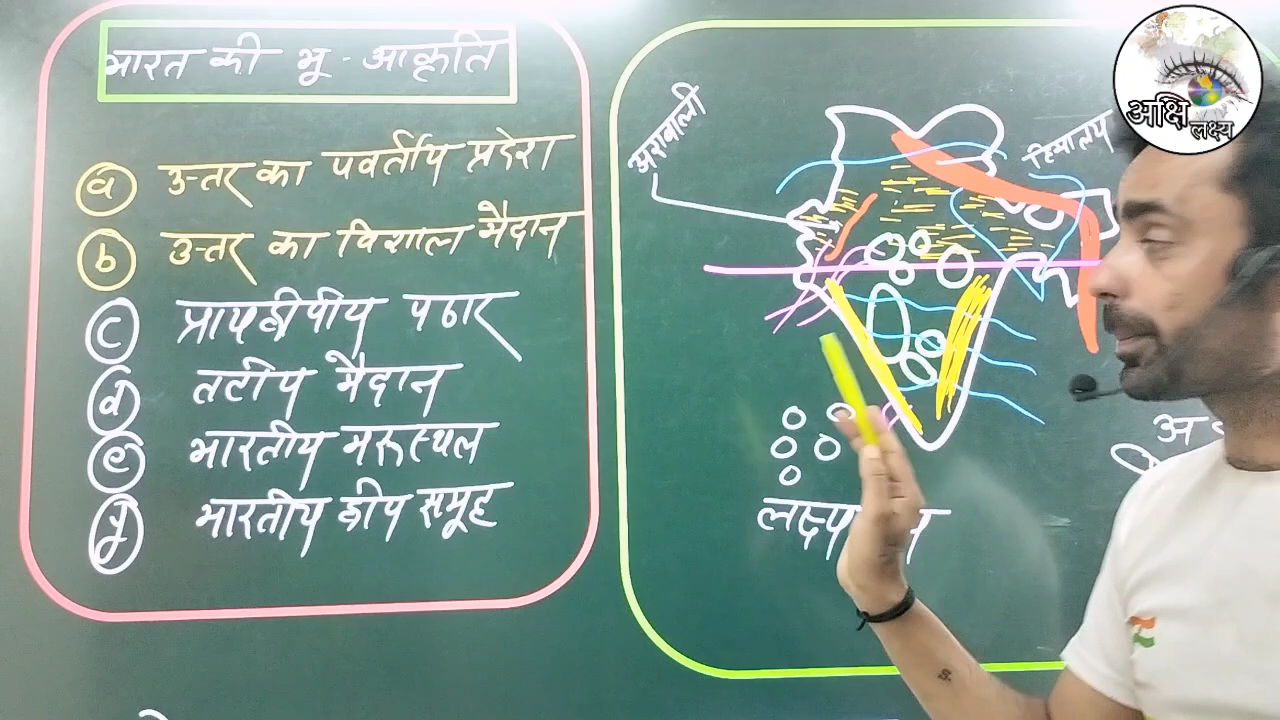 भारत की भू - आकृति
a उत्तर का पर्वतीय प्रदेश
b उत्तर का विशाल मैदान
c प्रायद्वीपीय पठार
d तटीय मैदान
e भारतीय मरूस्थल
f भारतीय द्वीप समूह
अरावली
हिमालय
अक्षि
लक्ष्य